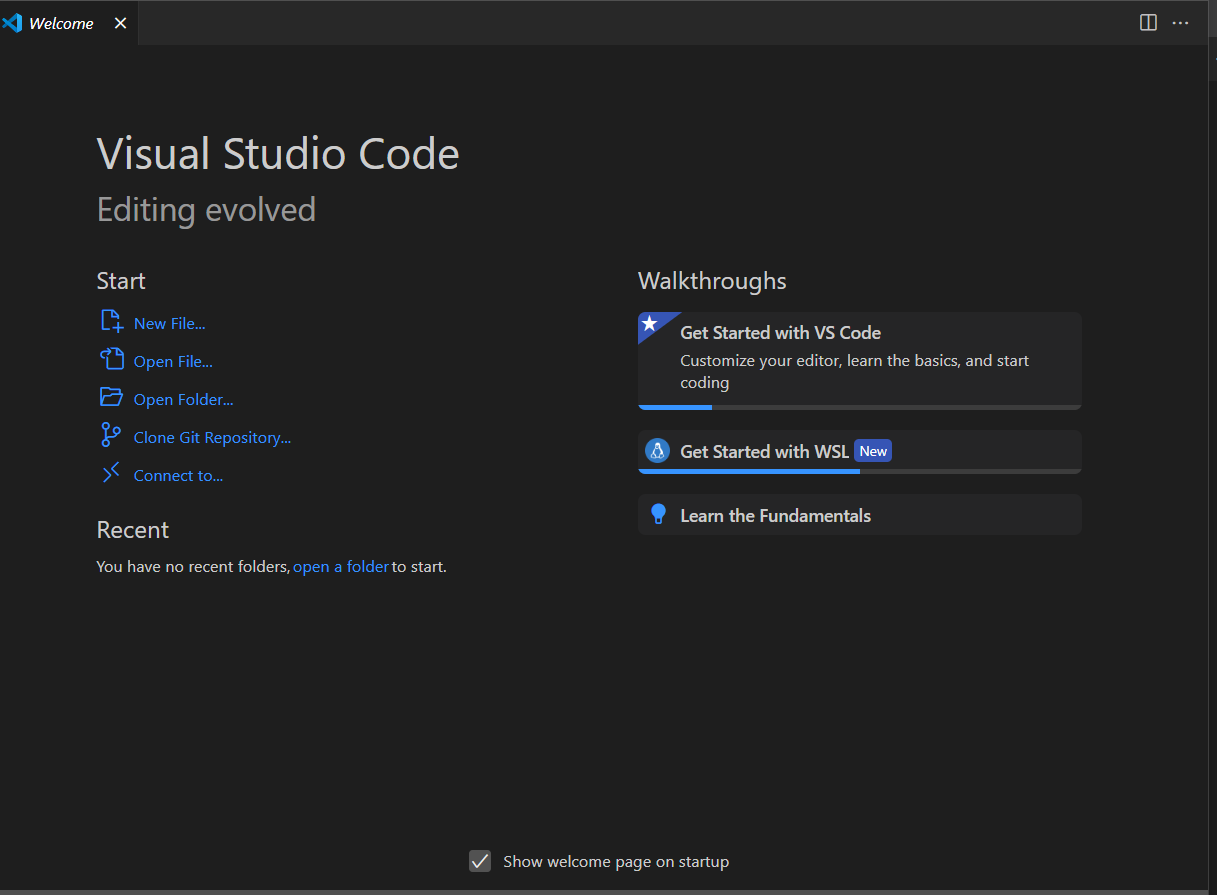 Welcome
Visual Studio Code
Editing evolved
Start
New File...
Open File...
Open Folder...
Clone Git Repository...
Connect to...
Recent
You have no recent folders, open a folder to start.
Walkthroughs
Get Started with VS Code
Customize your editor, learn the basics, and start
coding
Get Started with WSL New
Learn the Fundamentals
Show welcome page on startup